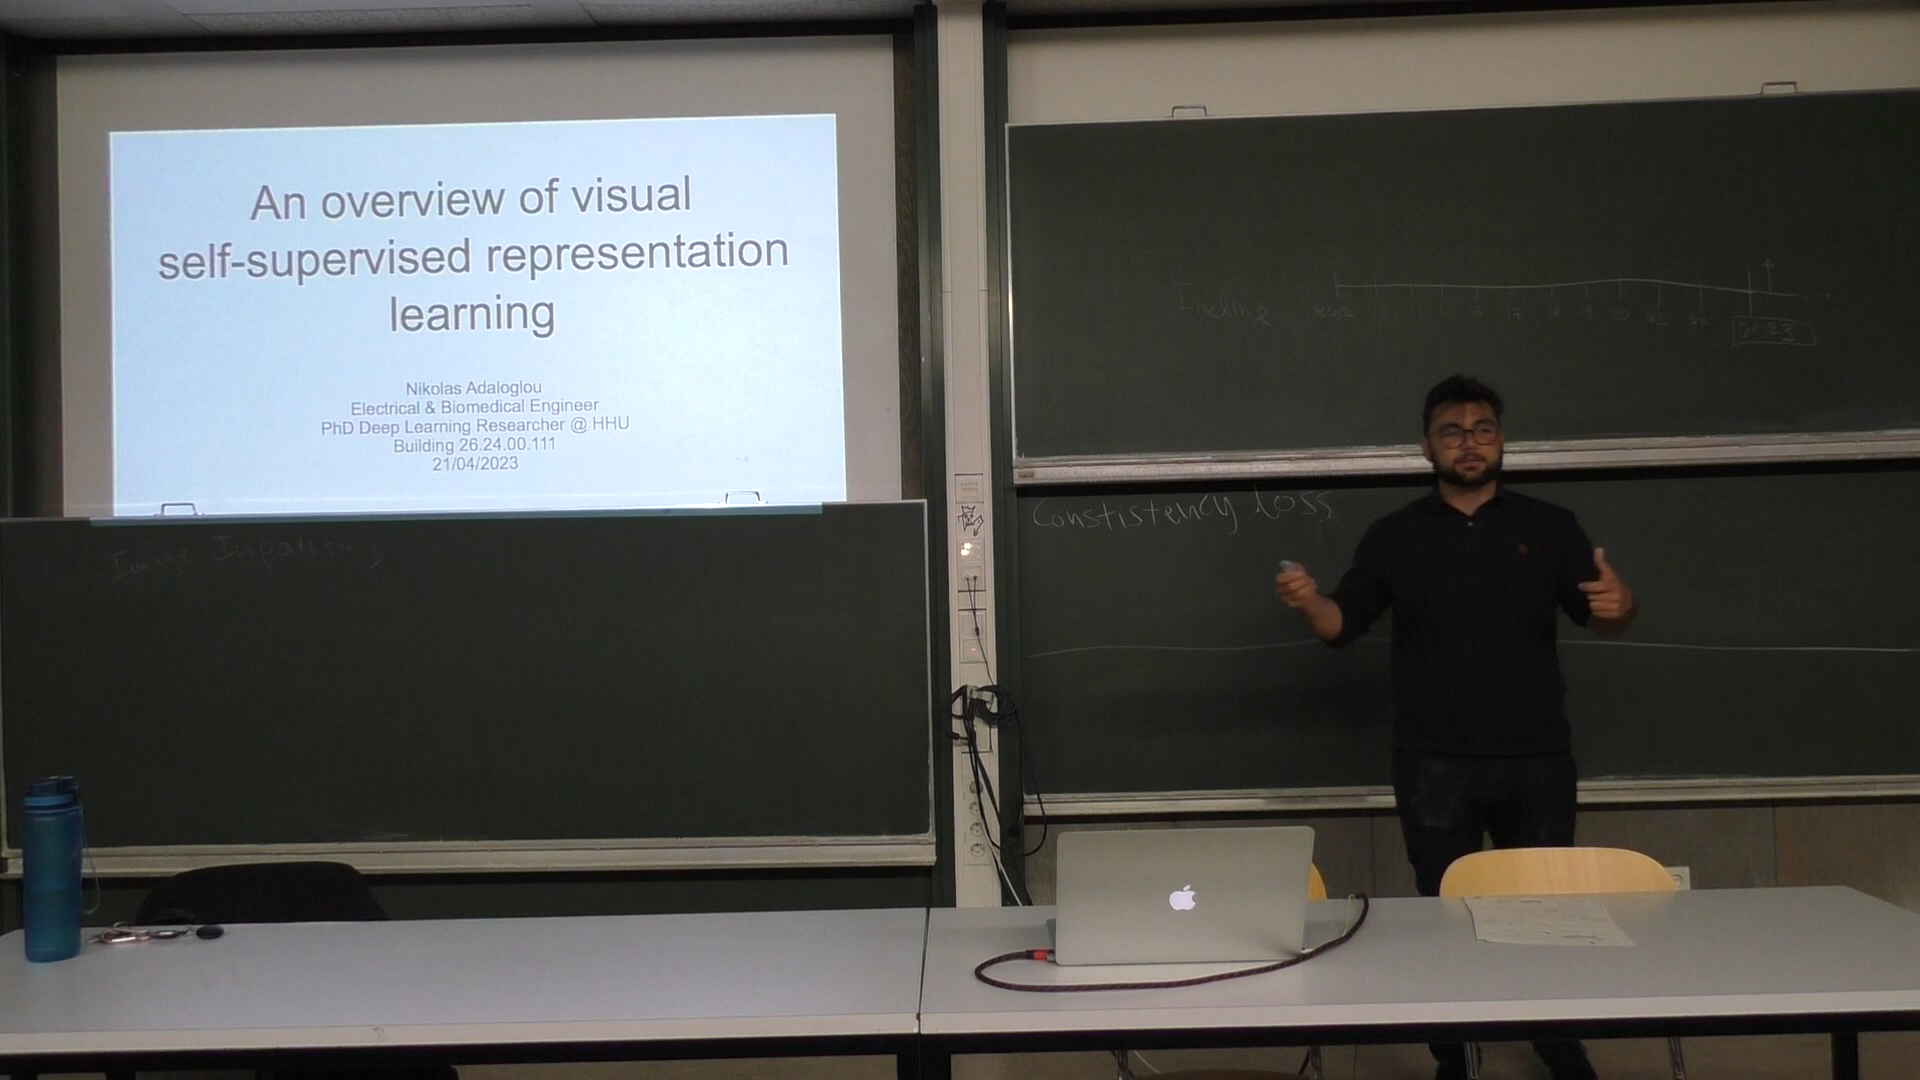 An overview of visual
self-supervised representation
learning
Nikolas Adaloglou
Electrical & Biomedical Engineer
PhD Deep Learning Researcher @ HHU
Building 26.24.00.111
21/04/2023
Image
Constistency loss
2023